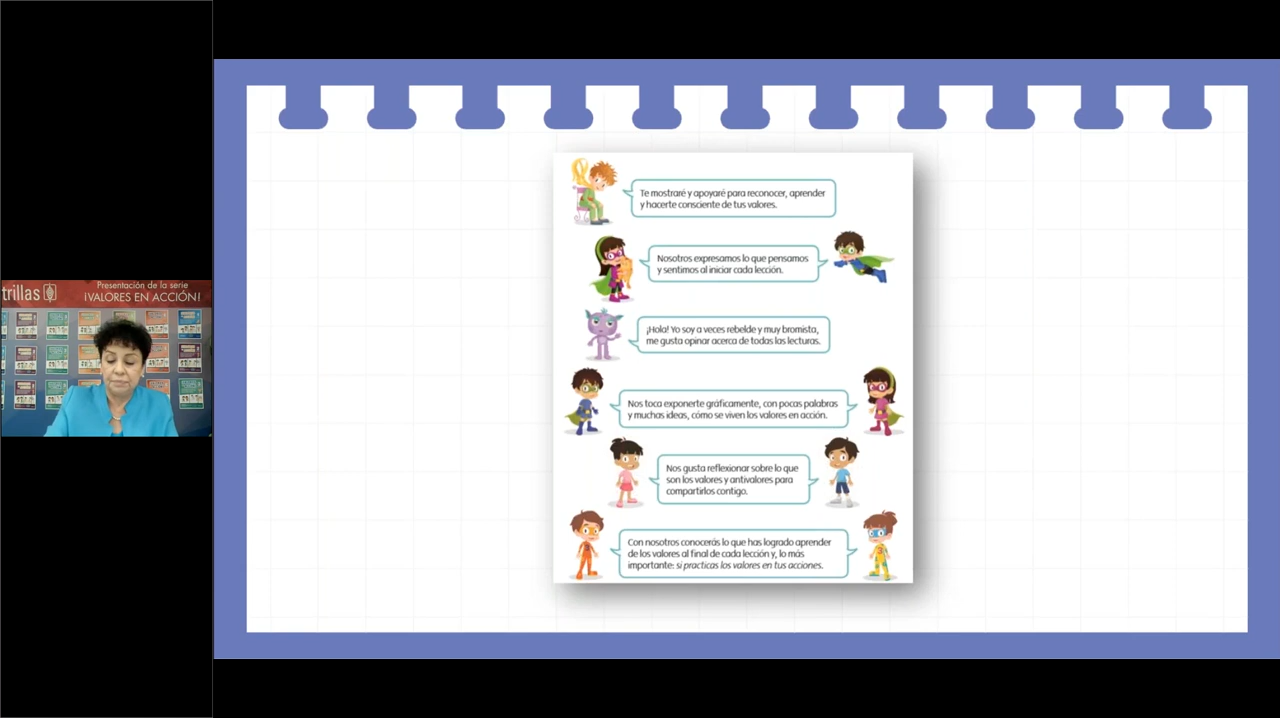 trillas
Presentación de la serie
¡VALORES EN ACCIÓN!
Te mostraré y apoyaré para reconocer, aprender
y hacerte consciente de tus valores.
Nosotros expresamos lo que pensamos
y sentimos al iniciar cada lección.
¡Hola! Yo soy a veces rebelde y muy bromista,
me gusta opinar acerca de todas las lecturas.
Nos toca exponerte gráficamente, con pocas palabras
y muchas ideas, cómo se viven los valores en acción.
Nos gusta reflexionar sobre lo que
son los valores y antivalores para
compartirlos contigo.
Con nosotros conocerás lo que has logrado aprender
de los valores al final de cada lección y, lo más
importante: si practicas los valores en tus acciones.